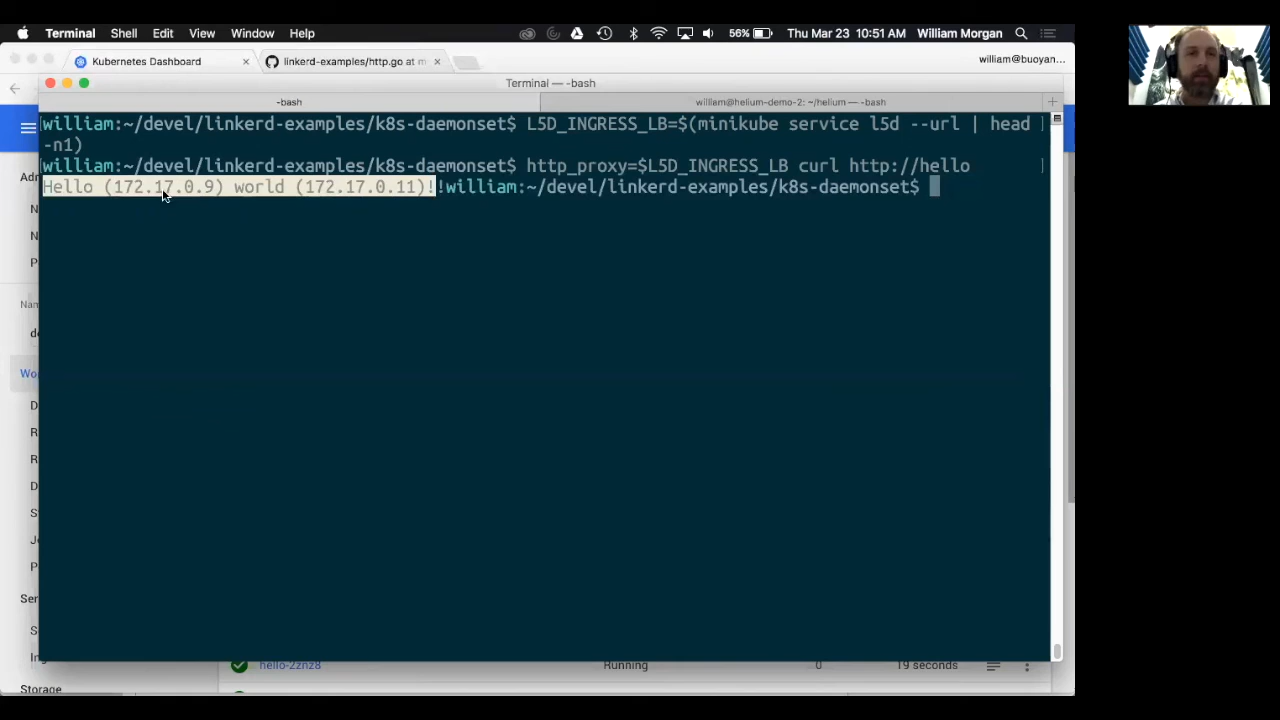 Terminal Shell Edit View Window Help 56% Thu Mar 23 10:51 AM William Morgan
Kubernetes Dashboard × linkerd-examples/http.go at m × william@buoyan...
Terminal — -bash
-bash william@helium-demo-2: ~/helium — -bash +
william:~/devel/linkerd-examples/k8s-daemonset$ L5D_INGRESS_LB=$(minikube service l5d --url | head
-n1)
william:~/devel/linkerd-examples/k8s-daemonset$ http_proxy=$L5D_INGRESS_LB curl http://hello
Hello (172.17.0.9) world (172.17.0.11)!!william:~/devel/linkerd-examples/k8s-daemonset$
hello-2znz8 Running 0 19 seconds
Storage